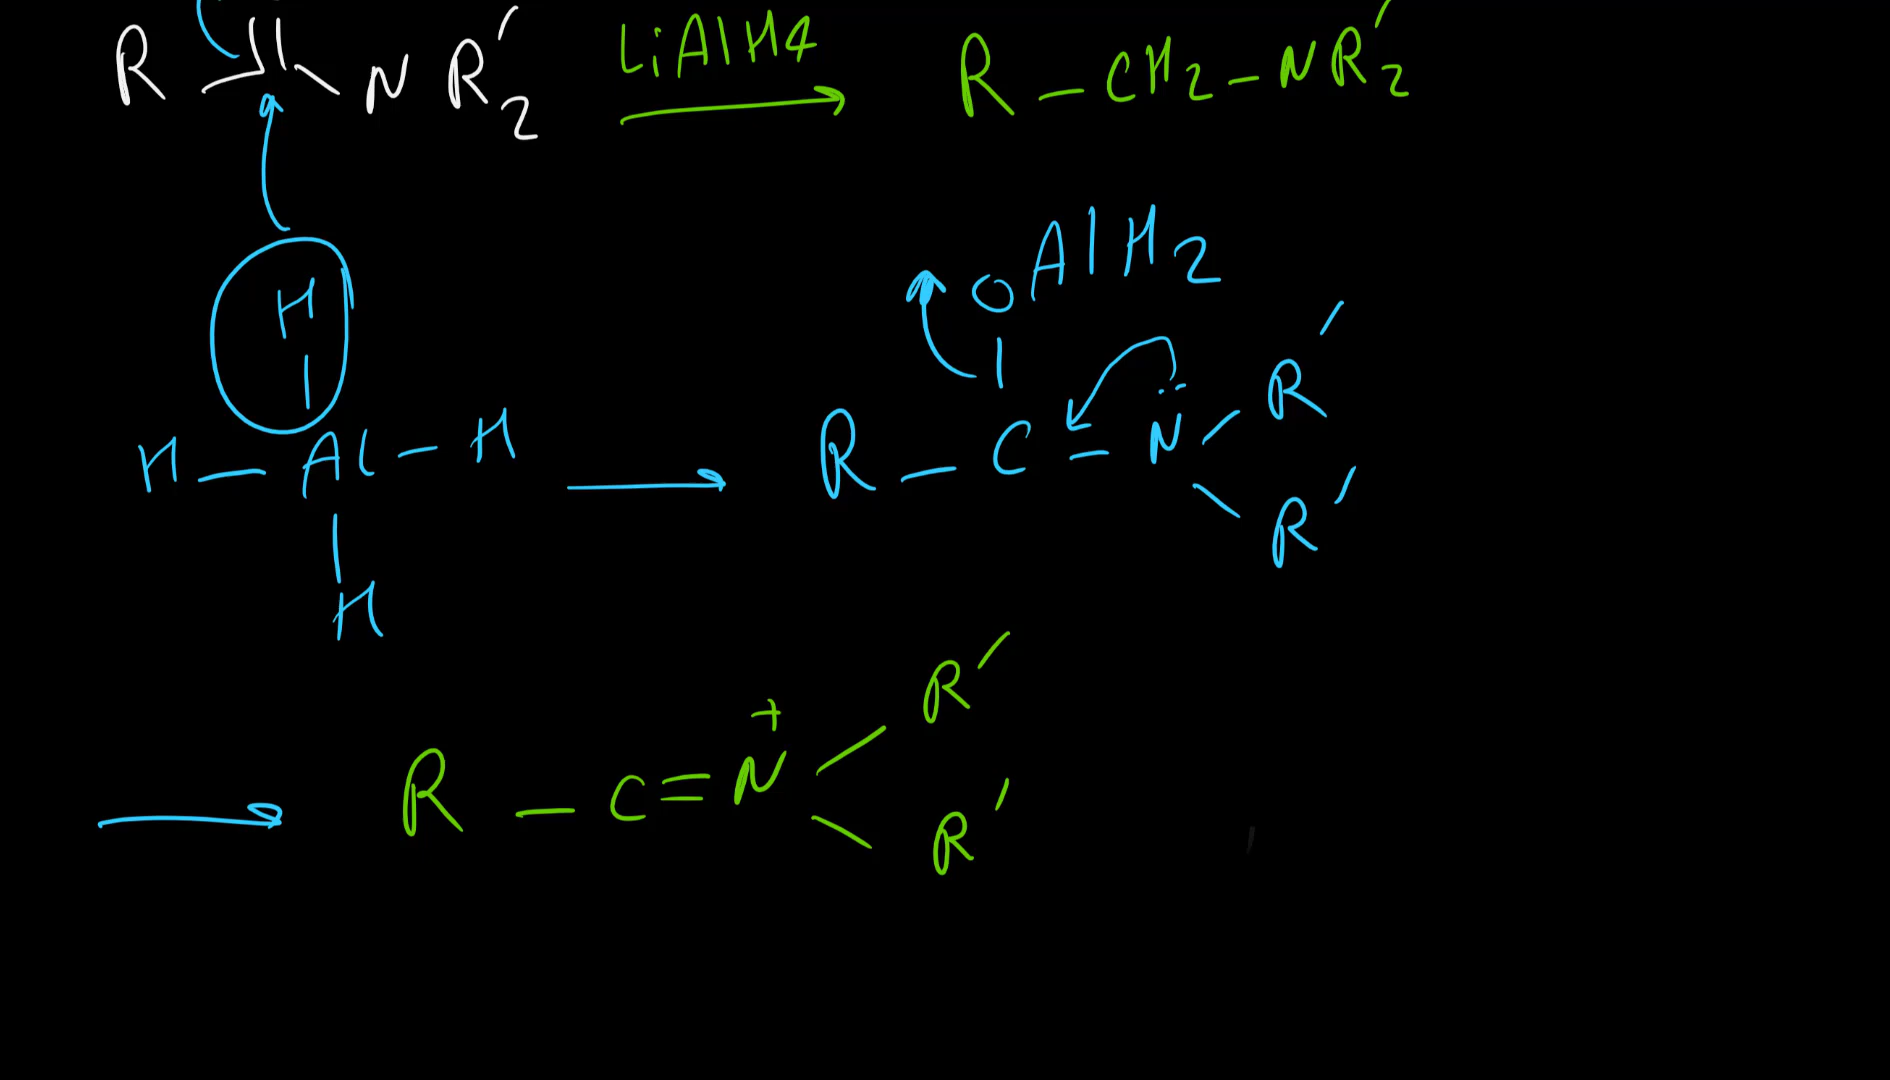 R NR'2 LiAlH4 R-CH2-NR'2
OAlH2
H
R'
H-Al-H R-C-N̈
R'
H
R'
+
R-C=N
R'